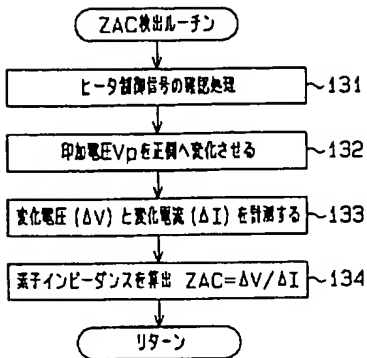 ZAC検出ルーチン
ヒータ制御信号の確認処理
131
印加電圧Vpを正側へ変化させる
132
変化電圧(ΔV)と変化電流(ΔI)を計測する
133
素子インピーダンスを算出 ZAC=ΔV/ΔI
134
リターン